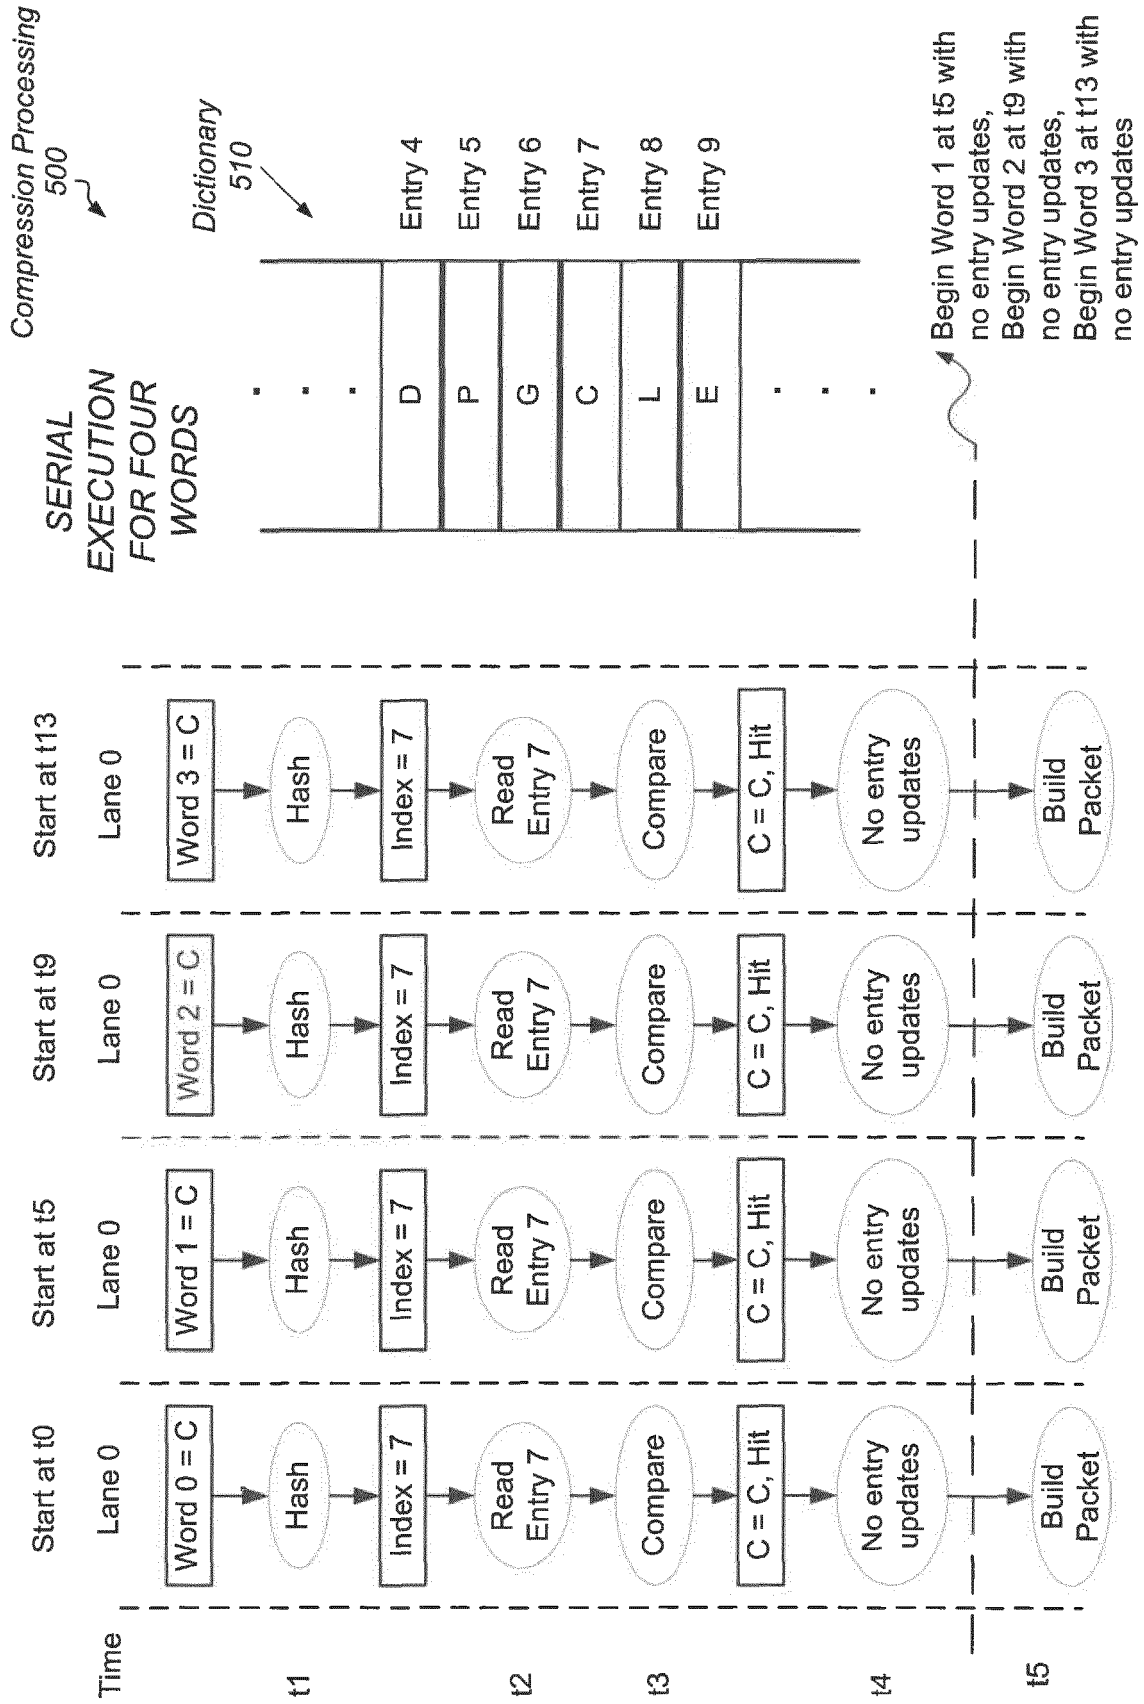 Compression Processing
500
SERIAL
EXECUTION
FOR FOUR
WORDS
Dictionary
510
Time
t1
t2
t3
t4
t5
Start at t0
Lane 0
Word 0 = C
Hash
Index = 7
Read
Entry 7
Compare
C = C, Hit
No entry
updates
Build
Packet
Start at t5
Lane 0
Word 1 = C
Hash
Index = 7
Read
Entry 7
Compare
C = C, Hit
No entry
updates
Build
Packet
Start at t9
Lane 0
Word 2 = C
Hash
Index = 7
Read
Entry 7
Compare
C = C, Hit
No entry
updates
Build
Packet
Start at t13
Lane 0
Word 3 = C
Hash
Index = 7
Read
Entry 7
Compare
C = C, Hit
No entry
updates
Build
Packet
D
Entry 4
P
Entry 5
G
Entry 6
C
Entry 7
L
Entry 8
E
Entry 9
Begin Word 1 at t5 with
no entry updates,
Begin Word 2 at t9 with
no entry updates,
Begin Word 3 at t13 with
no entry updates